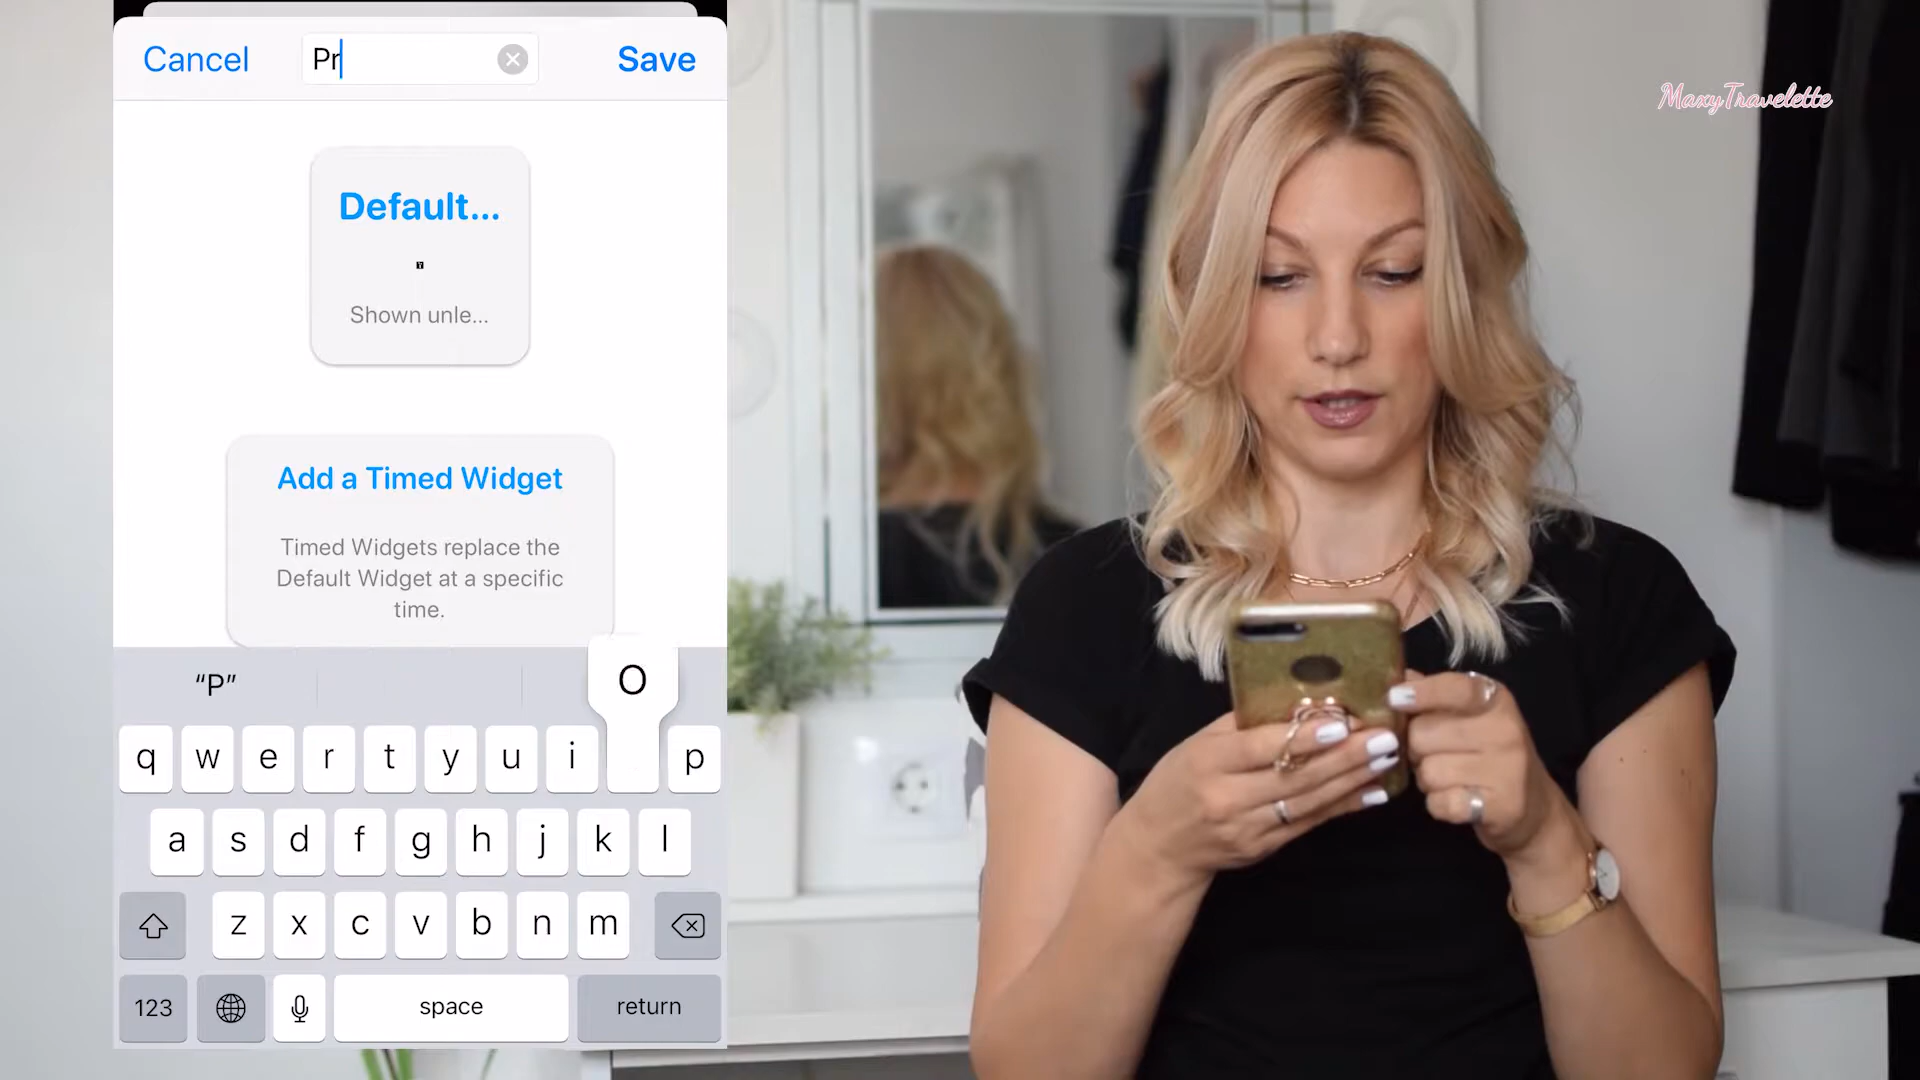 Cancel
Pr
Save
MaxyTravelette
Default...
Shown unle...
Add a Timed Widget
Timed Widgets replace the
Default Widget at a specific
time.
“P”
O
q w e r t y u i p
a s d f g h j k l
z x c v b n m
123 space return